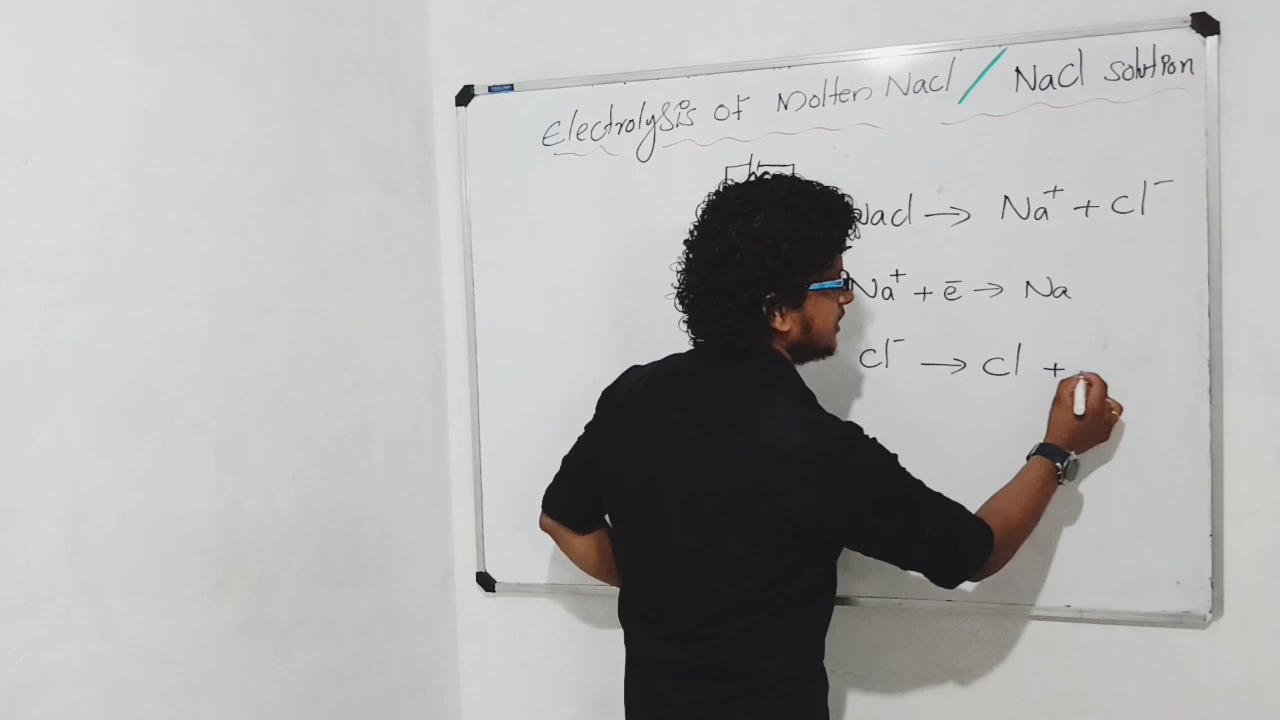 Electrolysis of Molten Nacl / NaCl solution
Nacl → Na⁺ + Cl⁻
Na⁺ + e̅ → Na
Cl⁻ → Cl +